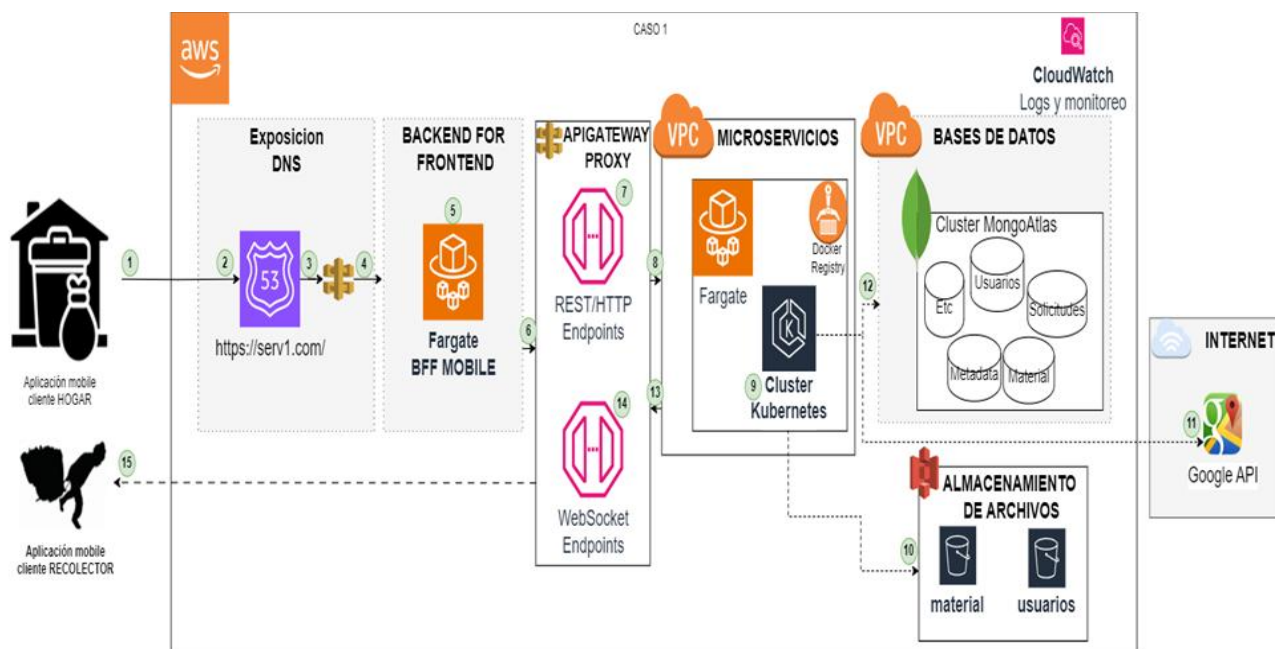 CASO 1
aws
CloudWatch
Logs y monitoreo
Exposicion
DNS
BACKEND FOR
FRONTEND
APIGATEWAY
PROXY
VPC
MICROSERVICIOS
VPC
BASES DE DATOS
1
2
53
3
4
https://serv1.com/
5
Fargate
BFF MOBILE
6
7
REST/HTTP
Endpoints
8
Fargate
Docker
Registry
K
9
Cluster
Kubernetes
12
Cluster MongoAtlas
Etc
Usuarios
Solicitudes
Metadata
Material
INTERNET
11
Google API
13
14
WebSocket
Endpoints
10
ALMACENAMIENTO
DE ARCHIVOS
material
usuarios
Aplicación mobile
cliente HOGAR
15
Aplicación mobile
cliente RECOLECTOR